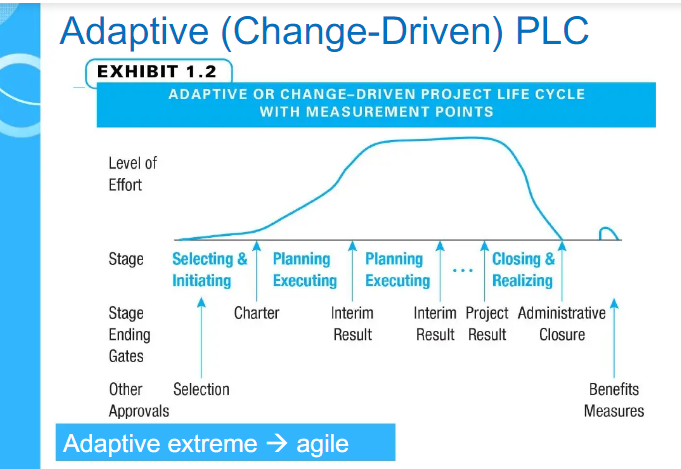 Adaptive (Change-Driven) PLC
EXHIBIT 1.2
ADAPTIVE OR CHANGE–DRIVEN PROJECT LIFE CYCLE
WITH MEASUREMENT POINTS
Level of
Effort
Stage
Selecting &
Initiating
Planning
Executing
Planning
Executing
...
Closing &
Realizing
Stage
Ending
Gates
Charter
Interim
Result
Interim
Result
Project
Result
Administrative
Closure
Other
Approvals
Selection
Benefits
Measures
Adaptive extreme → agile